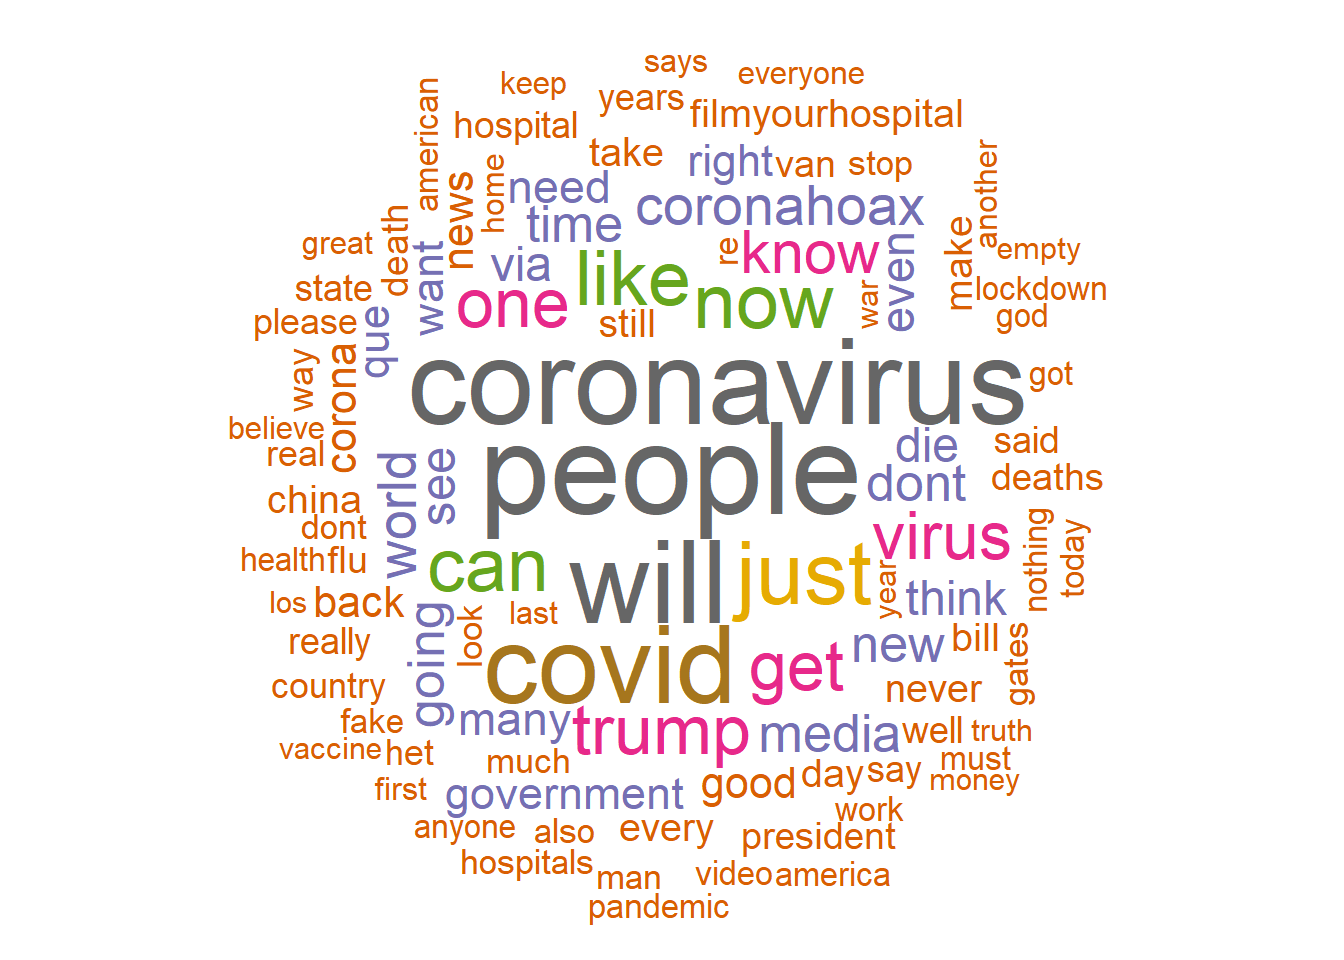 says
everyone
keep
years
filmyourhospital
american
hospital
take
right
van
stop
another
news
home
need
coronahoax
time
know
re
even
make
empty
great
death
want
via
like
now
war
lockdown
state
one
still
god
please
que
coronavirus
got
way
corona
believe
people
die
said
real
world
see
dont
deaths
china
dont
virus
nothing
today
health
flu
can
will
just
year
think
los
back
last
look
going
covid
get
new
bill
gates
really
country
never
fake
many
trump
media
well
truth
vaccine
het
much
good
day
say
must
money
first
government
work
anyone
also
every
president
hospitals
man
video
america
pandemic